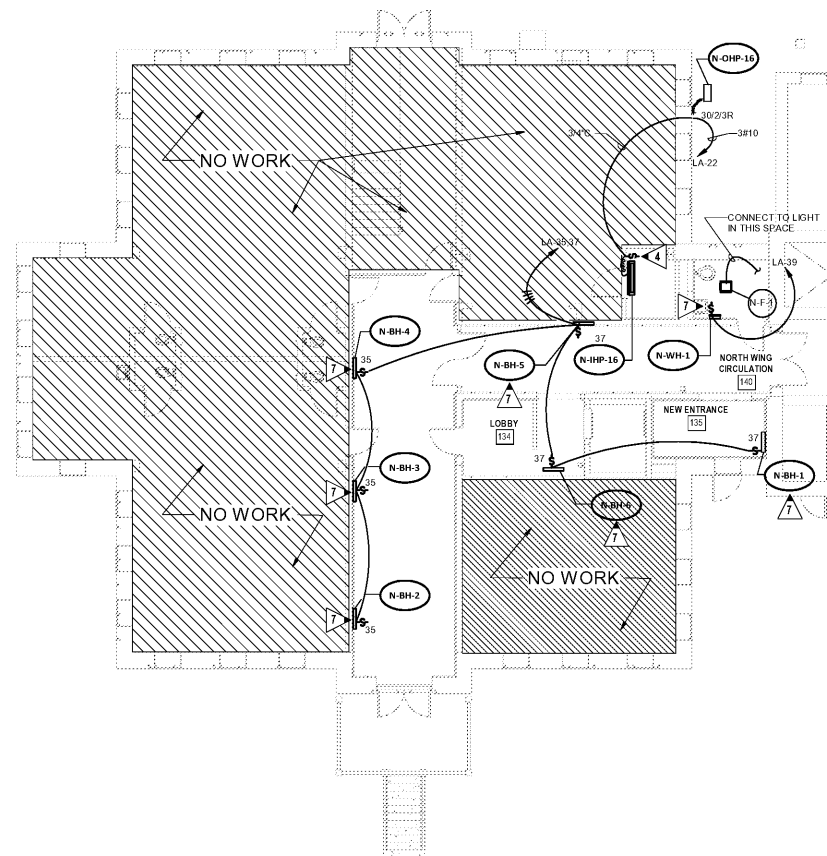 N-OHP-16
30/2/3R
3/4"C
3#10
NO WORK
LA-22
CONNECT TO LIGHT
IN THIS SPACE
LA-35,37
4
LA-39
7
N-F-1
N-BH-4
37
35
7
N-BH-5
N-IHP-16
N-WH-1
NORTH WING
CIRCULATION
140
7
NEW ENTRANCE
135
LOBBY
134
37
37
N-BH-3
N-BH-1
35
7
7
N-BH-6
NO WORK
7
NO WORK
N-BH-2
7
35